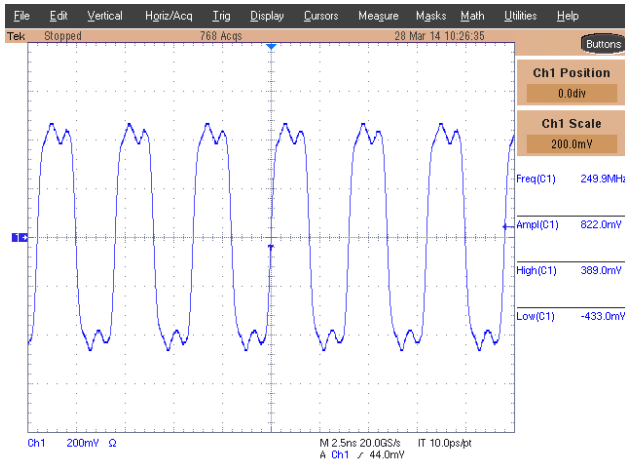 File Edit Vertical Horiz/Acq Trig Display Cursors Measure Masks Math Utilities Help
Tek Stopped 768 Acqs 28 Mar 14 10:26:35
Buttons
Ch1 Position
0.0div
Ch1 Scale
200.0mV
Freq(C1) 249.9MHz
Ampl(C1) 822.0mV
High(C1) 389.0mV
Low(C1) -433.0mV
1
Ch1 200mV Ω M 2.5ns 20.0GS/s IT 10.0ps/pt
A Ch1 / 44.0mV